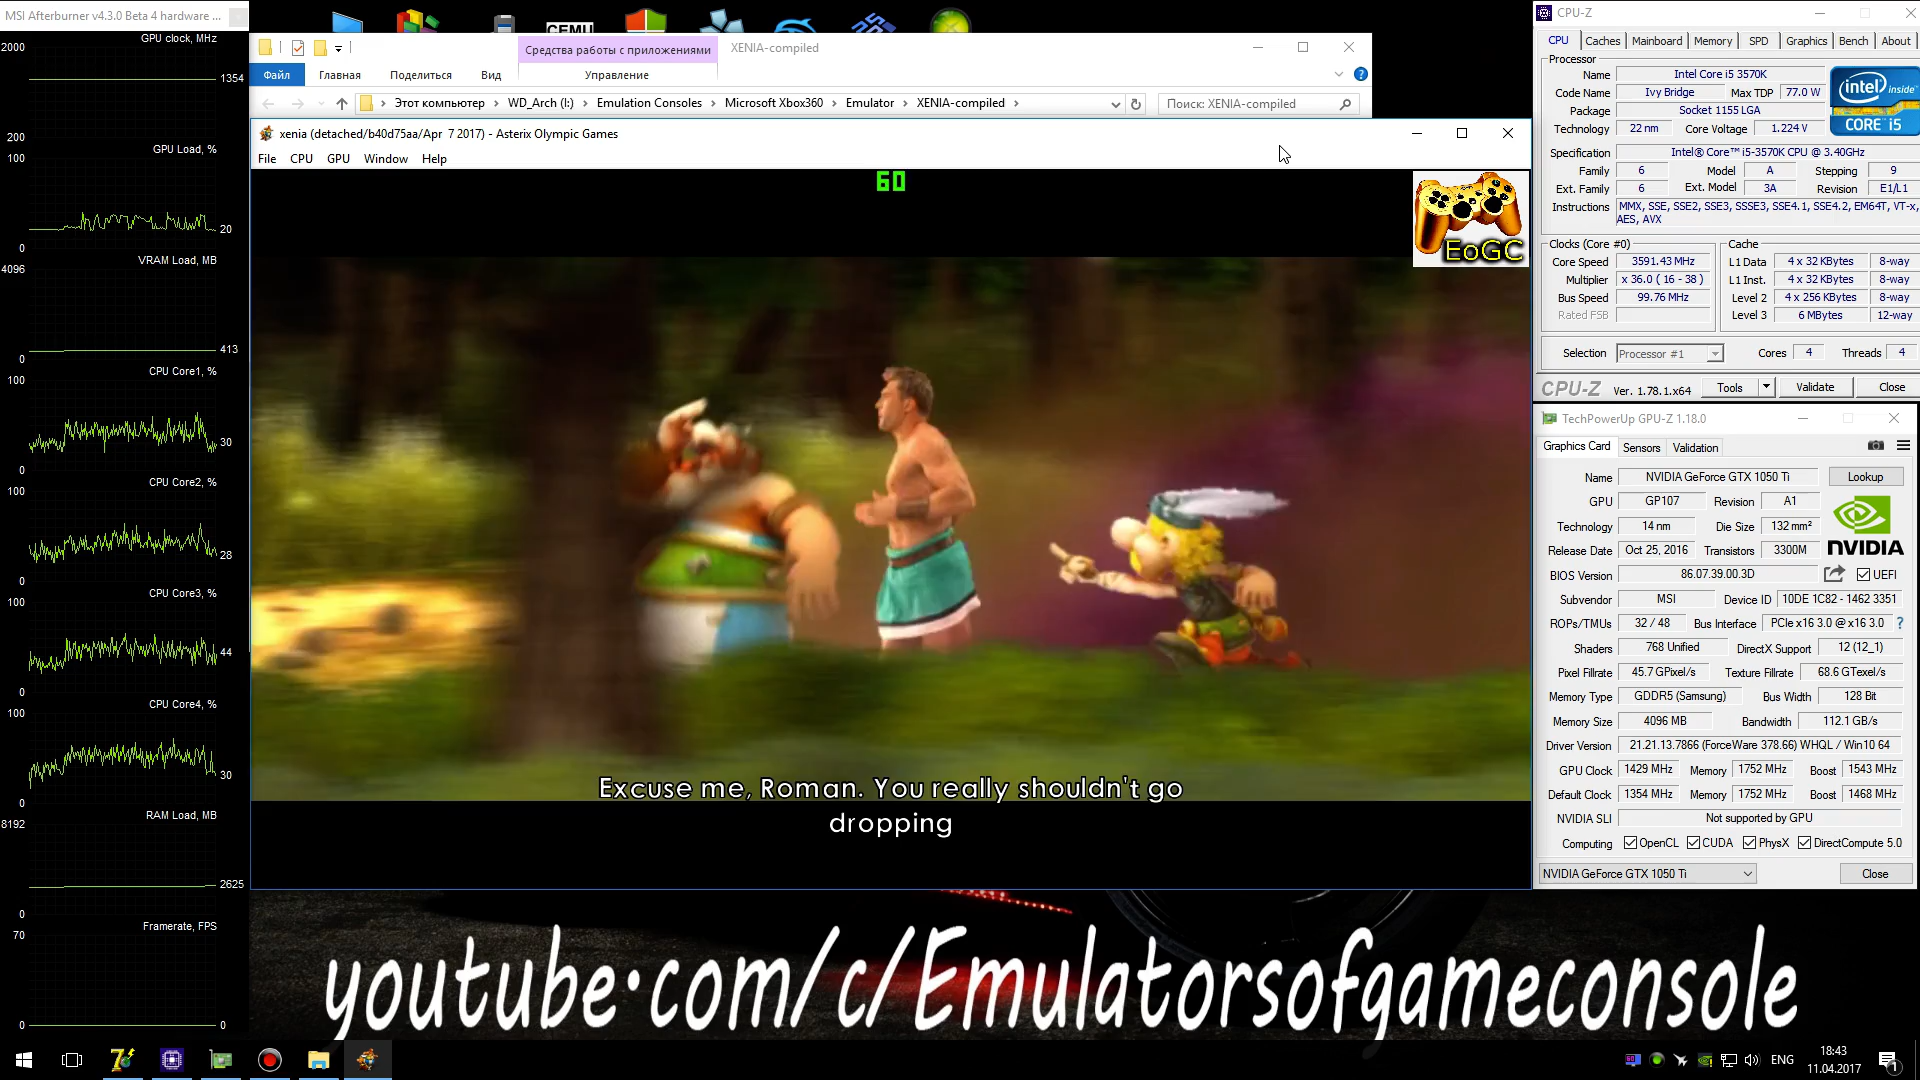 MSI Afterburner v4.3.0 Beta 4 hardware ...
GPU clock, MHz
2000
1354
200
GPU Load, %
100
20
0
VRAM Load, MB
4096
413
0
CPU Core1, %
100
30
0
CPU Core2, %
100
28
0
CPU Core3, %
100
44
0
CPU Core4, %
100
30
0
RAM Load, MB
8192
2625
0
Framerate, FPS
70
0
0
CEMU
Средства работы с приложениями
XENIA-compiled
Файл
Главная
Поделиться
Вид
Управление
Этот компьютер
WD_Arch (I:)
Emulation Consoles
Microsoft Xbox360
Emulator
XENIA-compiled
Поиск: XENIA-compiled
xenia (detached/b40d75aa/Apr 7 2017) - Asterix Olympic Games
File CPU GPU Window Help
60
EoGC
Excuse me, Roman. You really shouldn't go
dropping
youtube.com/c/Emulatorsofgameconsole
CPU-Z
CPU Caches Mainboard Memory SPD Graphics Bench About
Processor
Name Intel Core i5 3570K
Code Name Ivy Bridge Max TDP 77.0 W
Package Socket 1155 LGA
Technology 22 nm Core Voltage 1.224 V
intel inside
CORE i5
Specification Intel® Core™ i5-3570K CPU @ 3.40GHz
Family 6 Model A Stepping 9
Ext. Family 6 Ext. Model 3A Revision E1/L1
Instructions MMX, SSE, SSE2, SSE3, SSSE3, SSE4.1, SSE4.2, EM64T, VT-x,
AES, AVX
Clocks (Core #0)
Core Speed 3591.43 MHz
Multiplier x 36.0 ( 16 - 38 )
Bus Speed 99.76 MHz
Rated FSB
Cache
L1 Data 4 x 32 KBytes 8-way
L1 Inst. 4 x 32 KBytes 8-way
Level 2 4 x 256 KBytes 8-way
Level 3 6 MBytes 12-way
Selection Processor #1 Cores 4 Threads 4
CPU-Z Ver. 1.78.1.x64 Tools Validate Close
TechPowerUp GPU-Z 1.18.0
Graphics Card Sensors Validation
Name NVIDIA GeForce GTX 1050 Ti Lookup
GPU GP107 Revision A1
Technology 14 nm Die Size 132 mm²
Release Date Oct 25, 2016 Transistors 3300M
NVIDIA
BIOS Version 86.07.39.00.3D UEFI
Subvendor MSI Device ID 10DE 1C82 - 1462 3351
ROPs/TMUs 32 / 48 Bus Interface PCIe x16 3.0 @ x16 3.0 ?
Shaders 768 Unified DirectX Support 12 (12_1)
Pixel Fillrate 45.7 GPixel/s Texture Fillrate 68.6 GTexel/s
Memory Type GDDR5 (Samsung) Bus Width 128 Bit
Memory Size 4096 MB Bandwidth 112.1 GB/s
Driver Version 21.21.13.7866 (ForceWare 378.66) WHQL / Win10 64
GPU Clock 1429 MHz Memory 1752 MHz Boost 1543 MHz
Default Clock 1354 MHz Memory 1752 MHz Boost 1468 MHz
NVIDIA SLI Not supported by GPU
Computing OpenCL CUDA PhysX DirectCompute 5.0
NVIDIA GeForce GTX 1050 Ti Close
ENG
18:43
11.04.2017
1